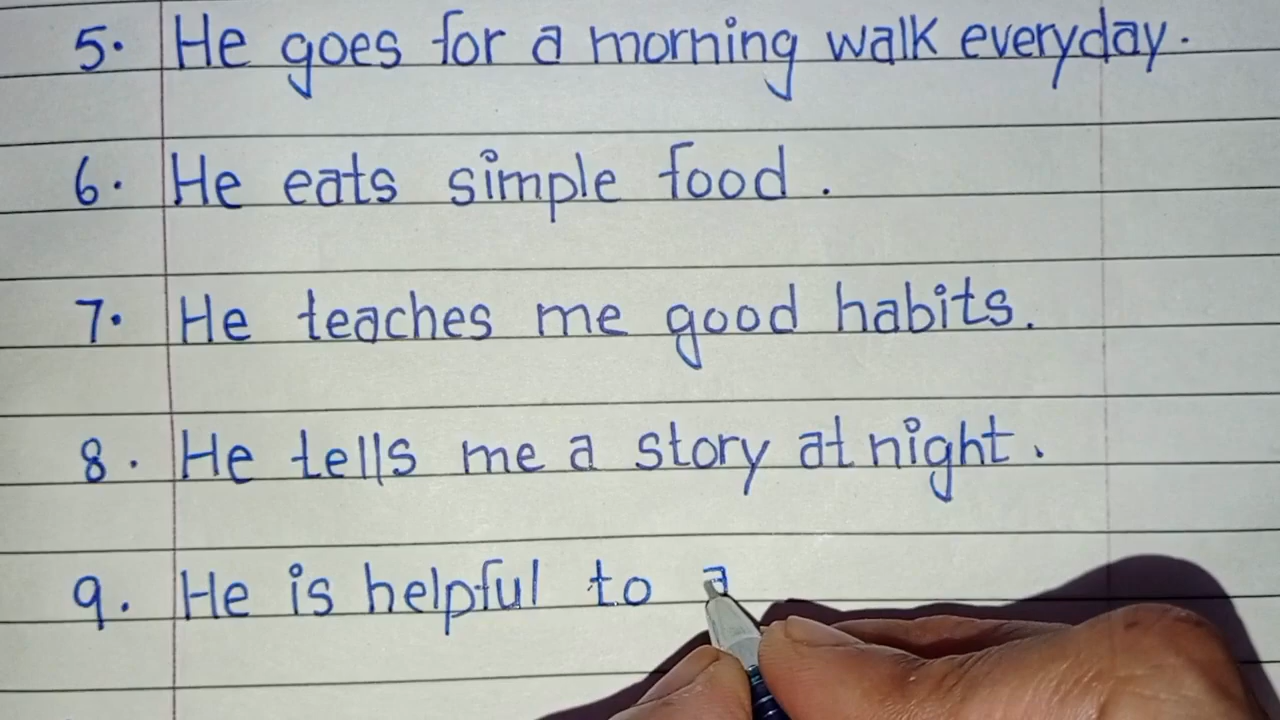 5. He goes for a morning walk everyday.
6. He eats simple food.
7. He teaches me good habits.
8. He tells me a story at night.
9. He is helpful to a